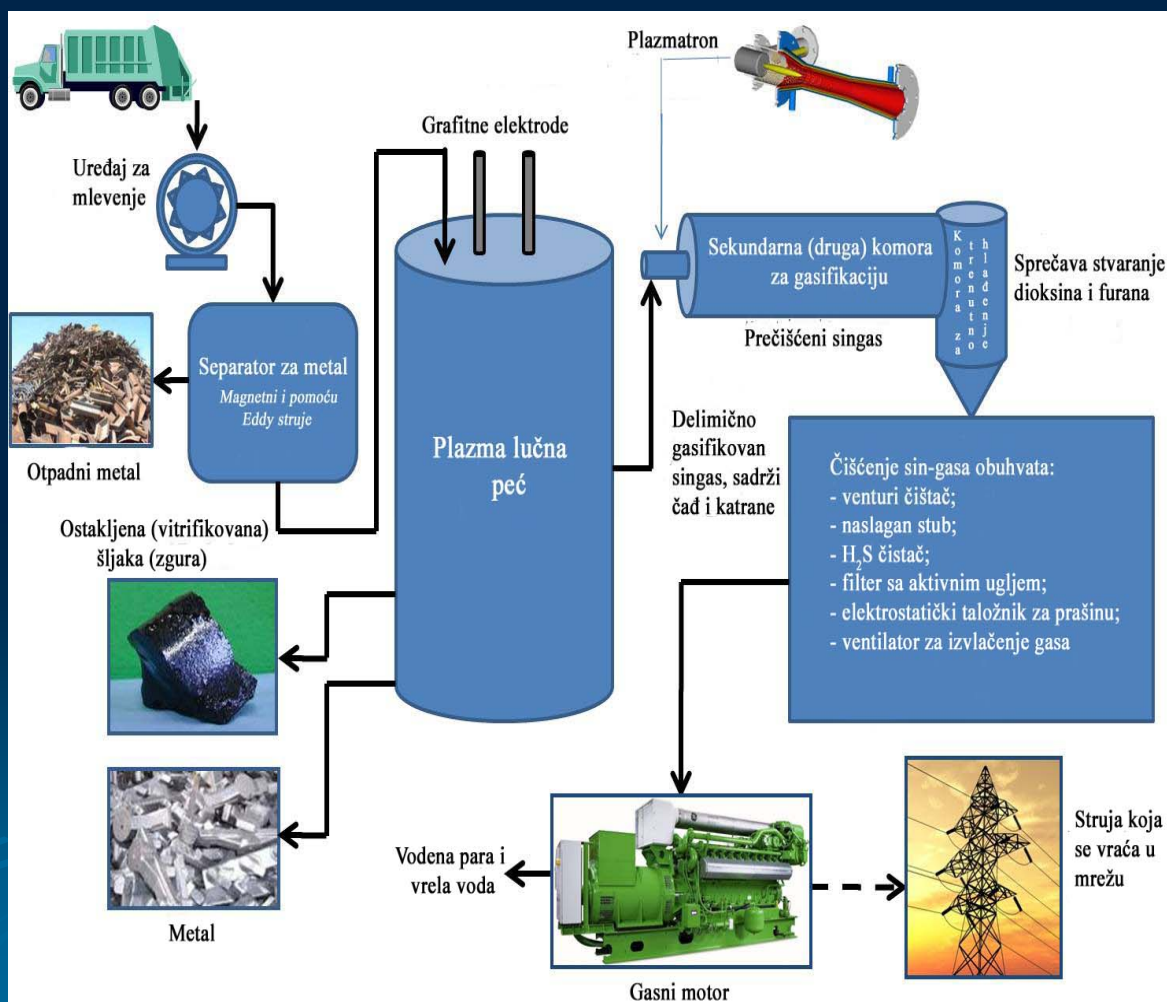 Plazmatron
Grafitne elektrode
Uređaj za
mlevenje
Sekundarna (druga) komora
za gasifikaciju
Komora za
trenutno
hlađenje
Sprečava stvaranje
dioksina i furana
Prečišćeni singas
Separator za metal
Magnetni i pomoću
Eddy struje
Otpadni metal
Plazma lučna
peć
Delimično
gasifikovan
singas, sadrži
čađ i katrane
Čišćenje sin-gasa obuhvata:
- venturi čištač;
- naslagan stub;
- H₂S čistač;
- filter sa aktivnim ugljem;
- elektrostatički taložnik za prašinu;
- ventilator za izvlačenje gasa
Ostakljena (vitrifikovana)
šljaka (zgura)
Metal
Vodena para i
vrela voda
Gasni motor
Struja koja
se vraća u
mrežu